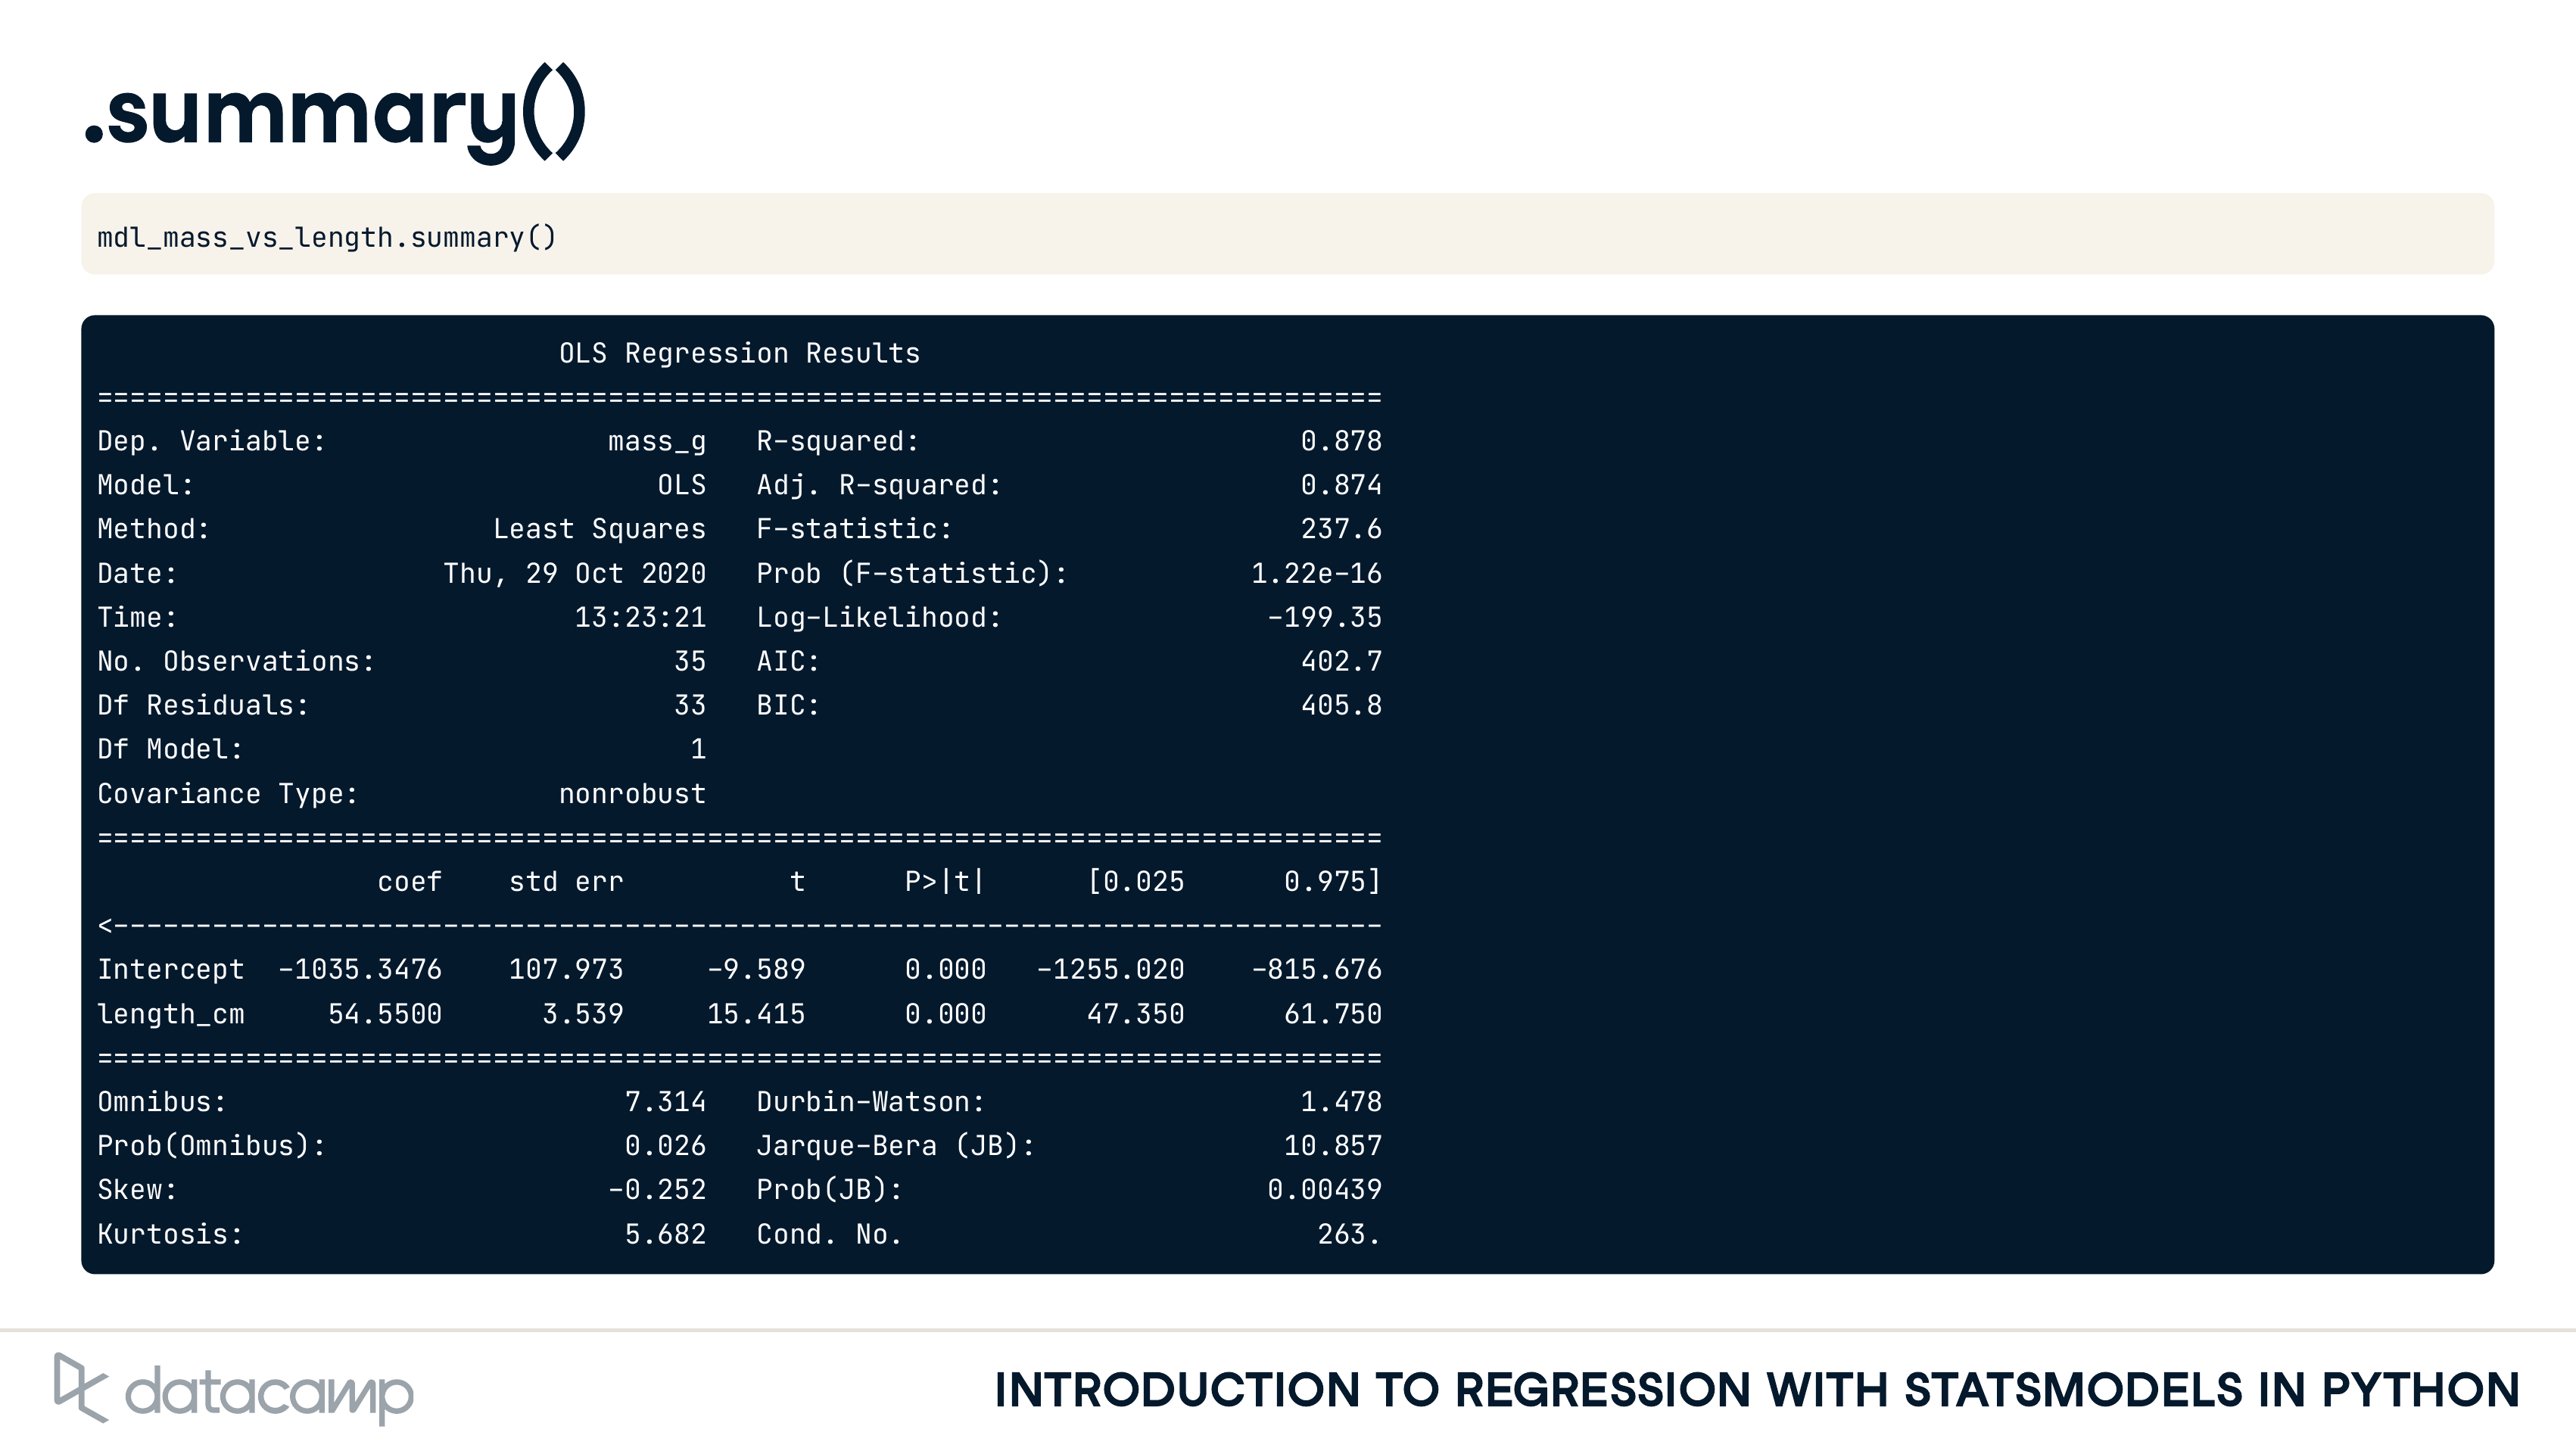 .summary()
mdl_mass_vs_length.summary()
OLS Regression Results
==============================================================================
Dep. Variable:                 mass_g   R-squared:                       0.878
Model:                            OLS   Adj. R-squared:                  0.874
Method:                 Least Squares   F-statistic:                     237.6
Date:                Thu, 29 Oct 2020   Prob (F-statistic):           1.22e-16
Time:                        13:23:21   Log-Likelihood:                -199.35
No. Observations:                  35   AIC:                             402.7
Df Residuals:                      33   BIC:                             405.8
Df Model:                           1
Covariance Type:            nonrobust
==============================================================================
                 coef    std err          t      P>|t|      [0.025      0.975]
<-----------------------------------------------------------------------------
Intercept  -1035.3476    107.973     -9.589      0.000   -1255.020    -815.676
length_cm     54.5500      3.539     15.415      0.000      47.350      61.750
==============================================================================
Omnibus:                        7.314   Durbin-Watson:                   1.478
Prob(Omnibus):                  0.026   Jarque-Bera (JB):               10.857
Skew:                          -0.252   Prob(JB):                      0.00439
Kurtosis:                       5.682   Cond. No.                         263.
datacamp
INTRODUCTION TO REGRESSION WITH STATSMODELS IN PYTHON